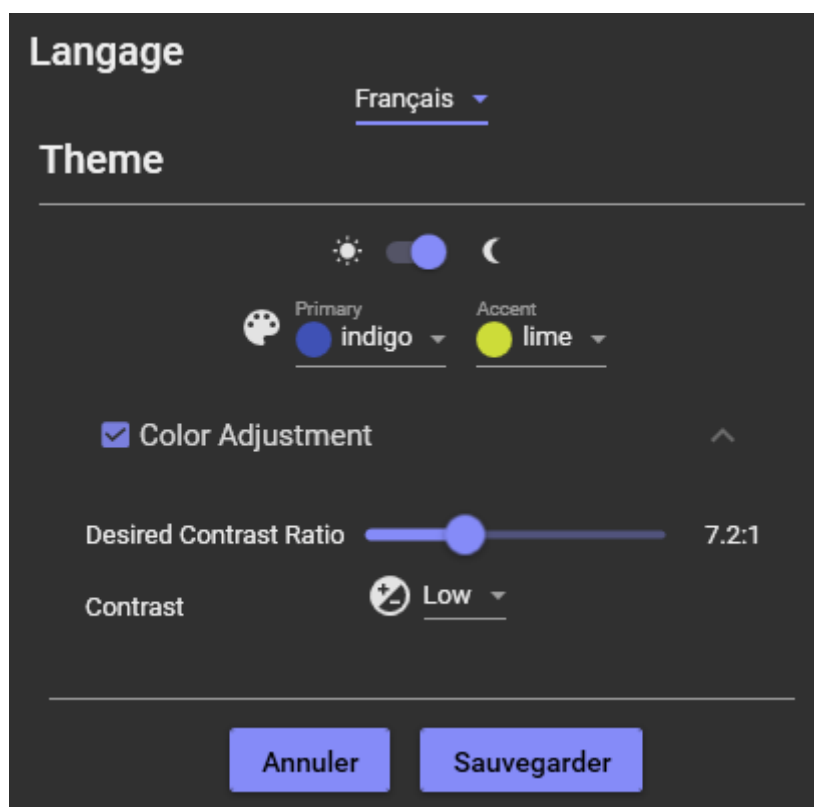 Langage
Français
Theme
Primary Accent
indigo lime
Color Adjustment
Desired Contrast Ratio 7.2:1
Contrast Low
Annuler Sauvegarder